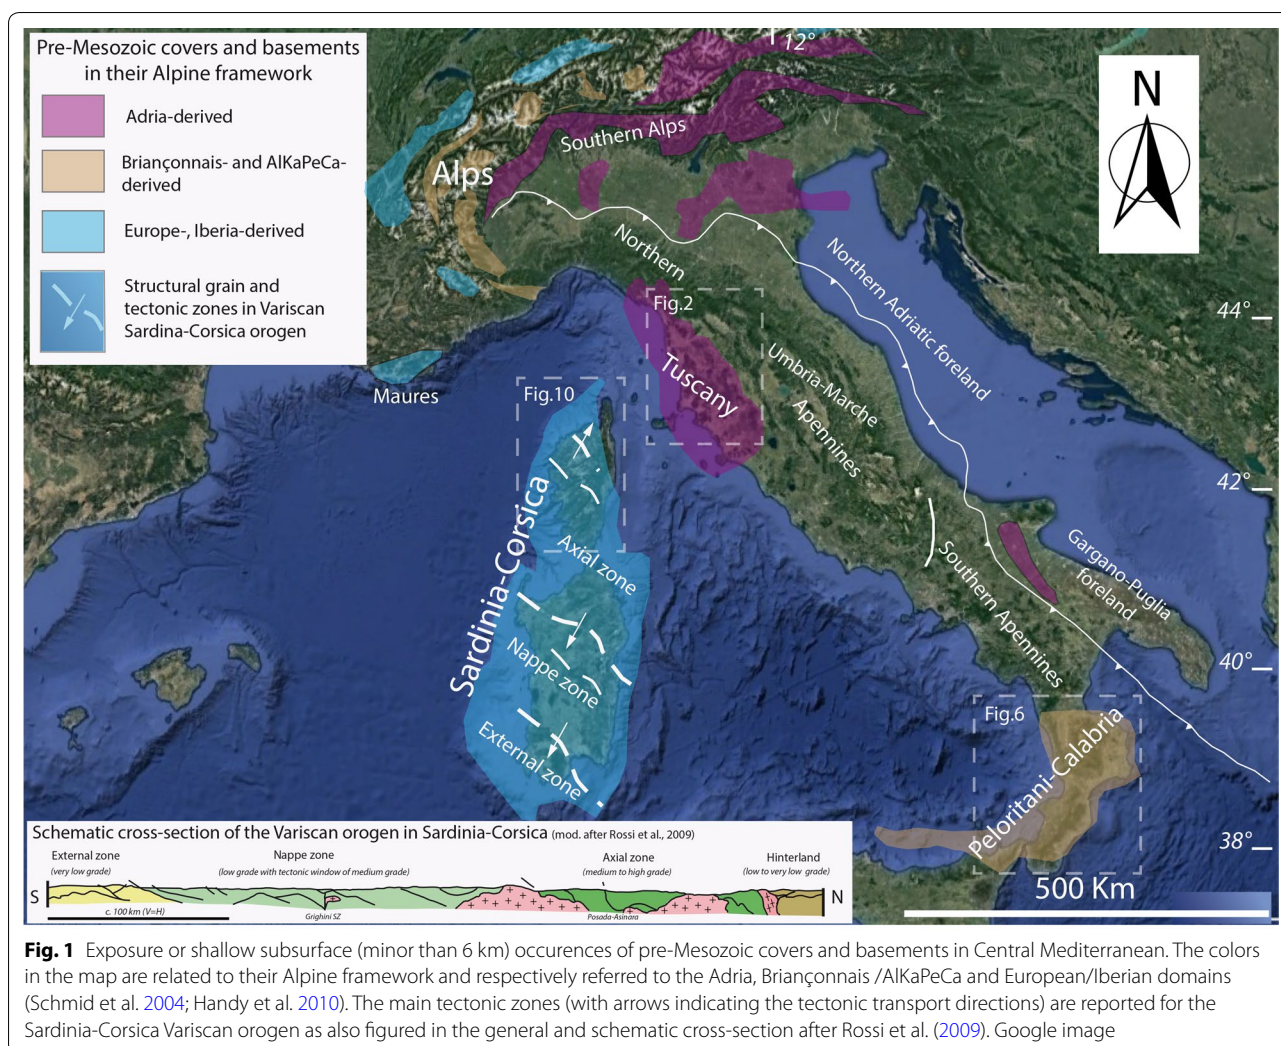 Pre-Mesozoic covers and basements
in their Alpine framework
Adria-derived
Briançonnais- and AlKaPeCa-
derived
Europe-, Iberia-derived
Structural grain and
tectonic zones in Variscan
Sardina-Corsica orogen
12°
N
Southern Alps
Alps
Northern
Northern Adriatic foreland
44°
Fig.2
Tuscany
Umbria-Marche
Apennines
Maures
Fig.10
42°
Sardinia-Corsica
Axial zone
Gargano-Puglia
foreland
Southern Apennines
Nappe zone
40°
Fig.6
External zone
Peloritani-Calabria
38°
500 Km
Schematic cross-section of the Variscan orogen in Sardinia-Corsica (mod. after Rossi et al., 2009)
External zone
(very low grade)
Nappe zone
(low grade with tectonic window of medium grade)
Axial zone
(medium to high grade)
Hinterland
(low to very low grade)
S
N
c. 100 km (V=H)
Grighini SZ
Posada-Asinara
Fig. 1 Exposure or shallow subsurface (minor than 6 km) occurences of pre-Mesozoic covers and basements in Central Mediterranean. The colors
in the map are related to their Alpine framework and respectively referred to the Adria, Briançonnais /AlKaPeCa and European/Iberian domains
(Schmid et al. 2004; Handy et al. 2010). The main tectonic zones (with arrows indicating the tectonic transport directions) are reported for the
Sardinia-Corsica Variscan orogen as also figured in the general and schematic cross-section after Rossi et al. (2009). Google image